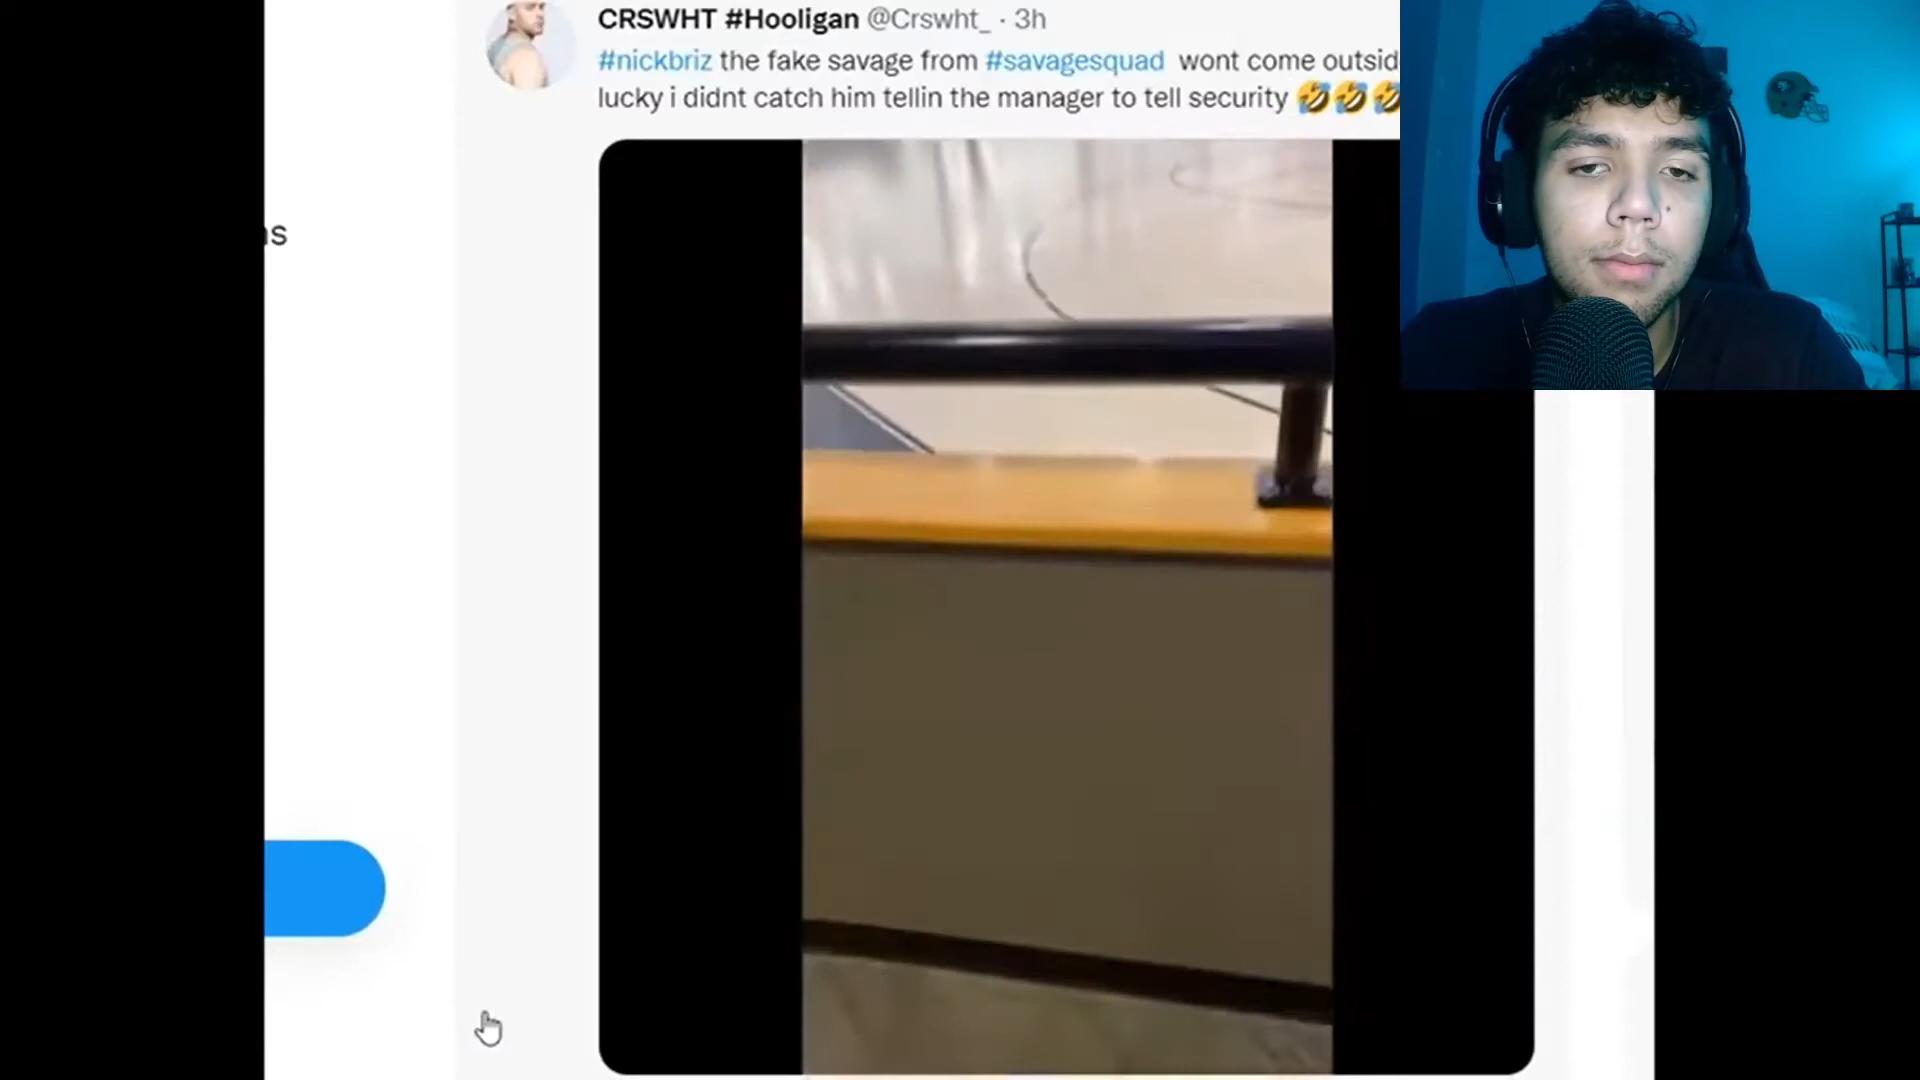 CRSWHT #Hooligan @Crswht_ · 3h
#nickbriz the fake savage from #savagesquad wont come outsid
lucky i didnt catch him tellin the manager to tell security 🤣🤣🤣
s